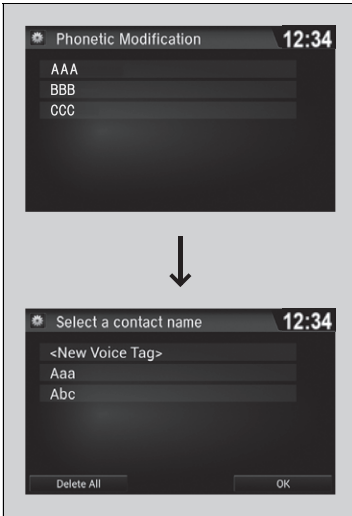 Phonetic Modification 12:34
AAA
BBB
CCC
Select a contact name 12:34
<New Voice Tag>
Aaa
Abc
Delete All OK